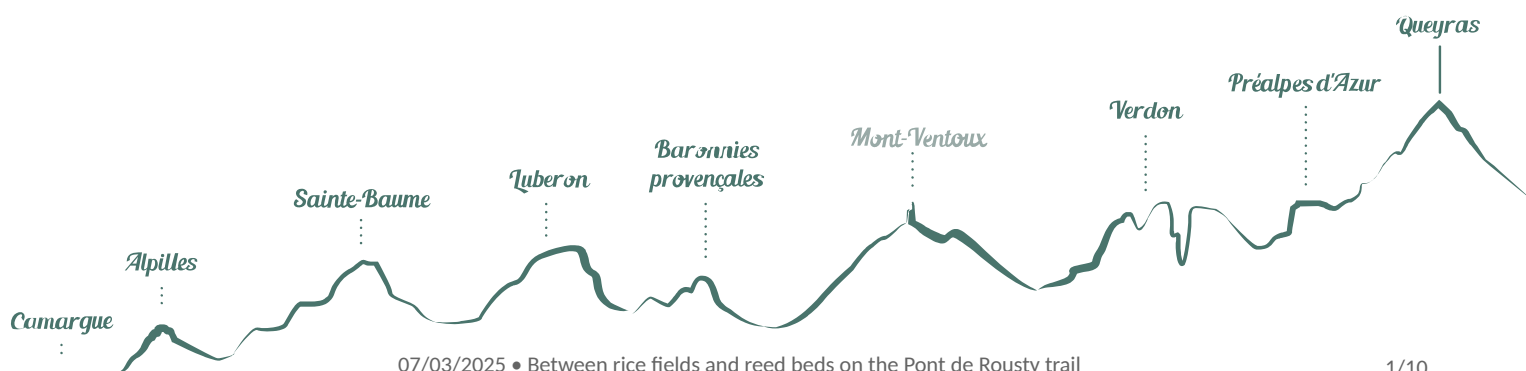 Queyras
Préalpes d'Azur
Verdon
Mont-Ventoux
Baronnies
provençales
Luberon
Sainte-Baume
Alpilles
Camargue
07/03/2025 • Between rice fields and reed beds on the Pont de Rousty trail
1/10